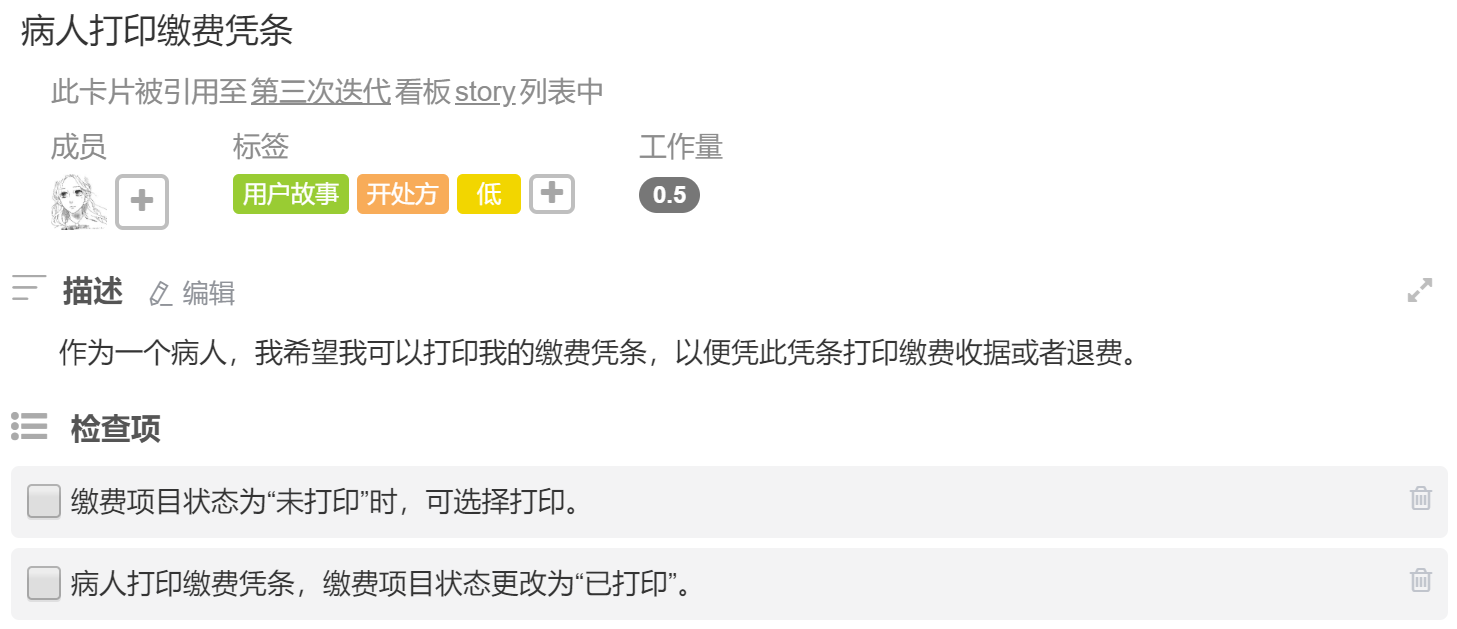 病人打印缴费凭条
此卡片被引用至第三次迭代看板story列表中
成员 标签 工作量
用户故事 开处方 低 0.5
描述 编辑
作为一个病人，我希望我可以打印我的缴费凭条，以便凭此凭条打印缴费收据或者退费。
检查项
缴费项目状态为“未打印”时，可选择打印。
病人打印缴费凭条，缴费项目状态更改为“已打印”。